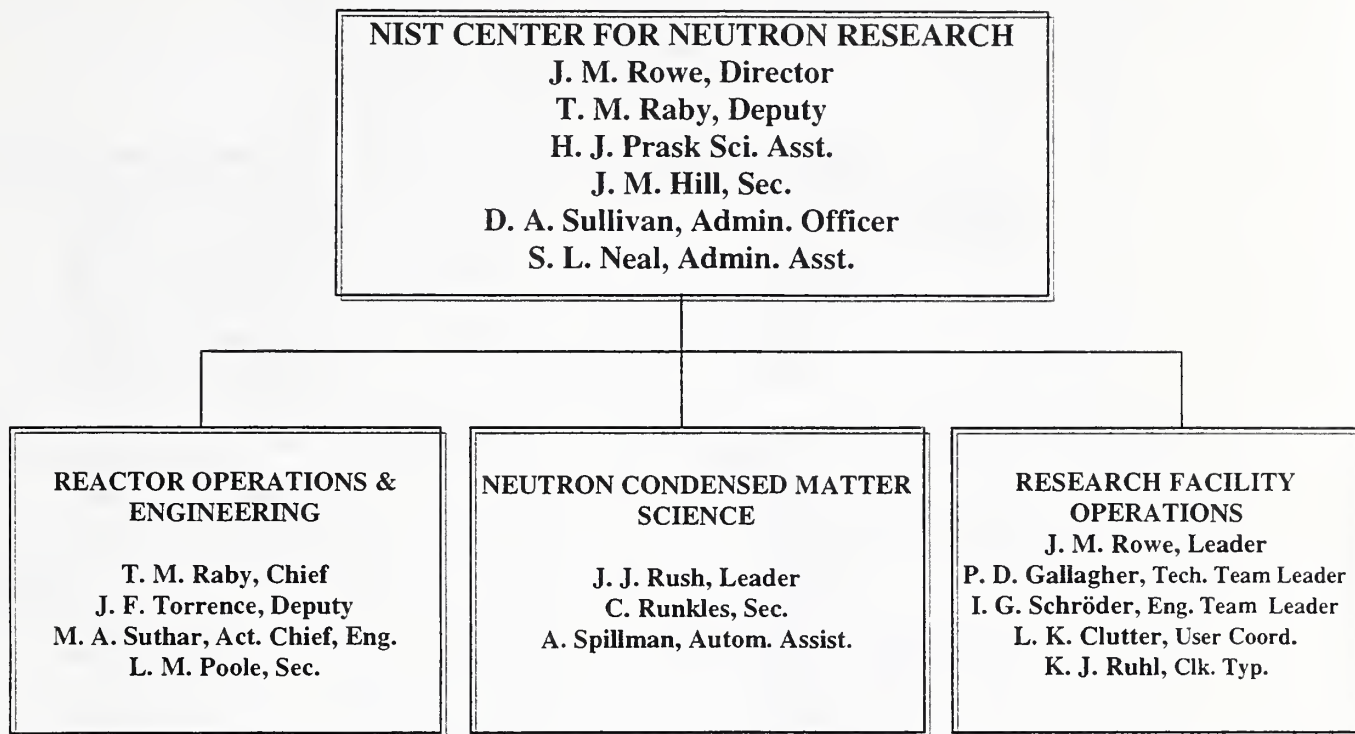 NIST CENTER FOR NEUTRON RESEARCH
J. M. Rowe, Director
T. M. Raby, Deputy
H. J. Prask Sci. Asst.
J. M. Hill, Sec.
D. A. Sullivan, Admin. Officer
S. L. Neal, Admin. Asst.
REACTOR OPERATIONS &
ENGINEERING
T. M. Raby, Chief
J. F. Torrence, Deputy
M. A. Suthar, Act. Chief, Eng.
L. M. Poole, Sec.
NEUTRON CONDENSED MATTER
SCIENCE
J. J. Rush, Leader
C. Runkles, Sec.
A. Spillman, Autom. Assist.
RESEARCH FACILITY
OPERATIONS
J. M. Rowe, Leader
P. D. Gallagher, Tech. Team Leader
I. G. Schröder, Eng. Team Leader
L. K. Clutter, User Coord.
K. J. Ruhl, Clk. Typ.